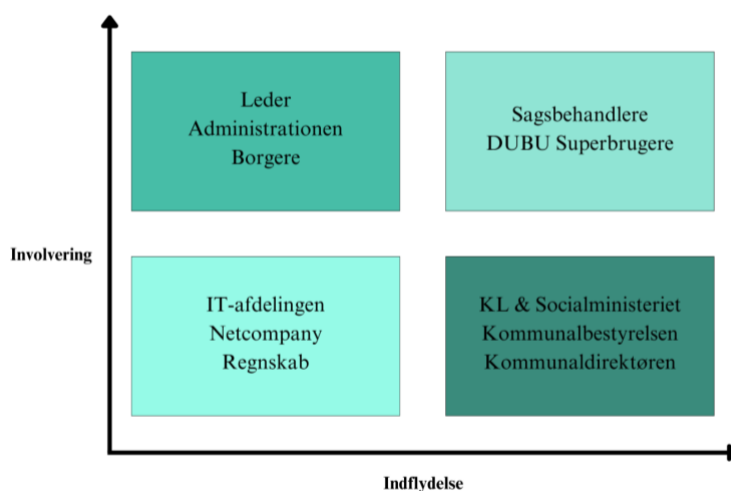 Leder
Administrationen
Borgere
Sagsbehandlere
DUBU Superbrugere
Involvering
IT-afdelingen
Netcompany
Regnskab
KL & Socialministeriet
Kommunalbestyrelsen
Kommunaldirektøren
Indflydelse